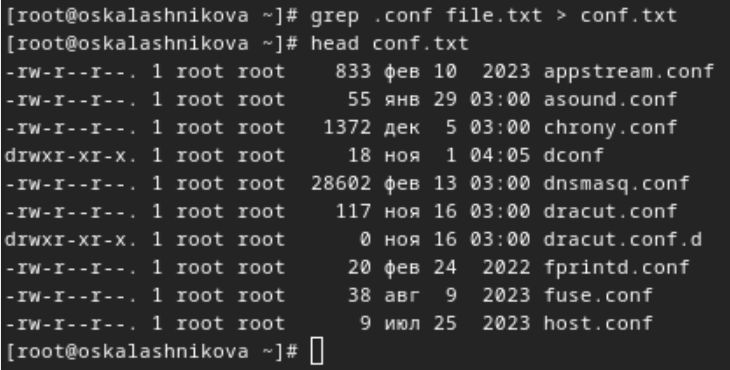 [root@oskalashnikova ~]# grep .conf file.txt > conf.txt
[root@oskalashnikova ~]# head conf.txt
-rw-r--r--. 1 root root   833 фев 10  2023 appstream.conf
-rw-r--r--. 1 root root    55 янв 29 03:00 asound.conf
-rw-r--r--. 1 root root  1372 дек  5 03:00 chrony.conf
drwxr-xr-x. 1 root root    18 ноя  1 04:05 dconf
-rw-r--r--. 1 root root 28602 фев 13 03:00 dnsmasq.conf
-rw-r--r--. 1 root root   117 ноя 16 03:00 dracut.conf
drwxr-xr-x. 1 root root     0 ноя 16 03:00 dracut.conf.d
-rw-r--r--. 1 root root    20 фев 24  2022 fprintd.conf
-rw-r--r--. 1 root root    38 авг  9  2023 fuse.conf
-rw-r--r--. 1 root root     9 июл 25  2023 host.conf
[root@oskalashnikova ~]#